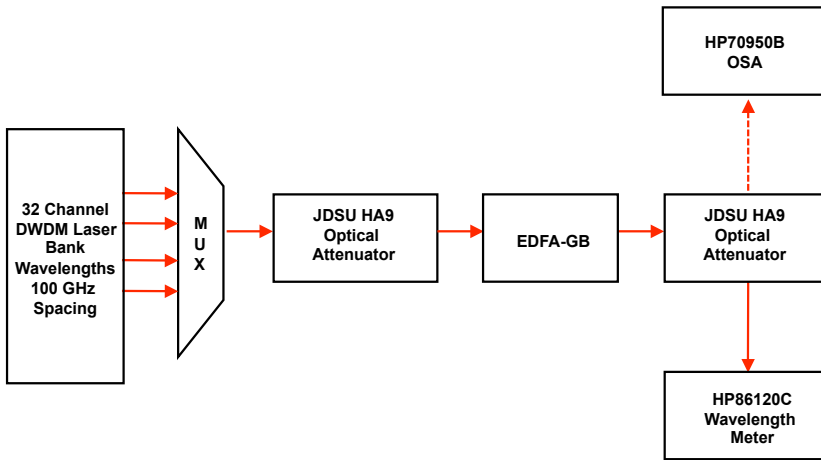 HP70950B
OSA
32 Channel
DWDM Laser
Bank
Wavelengths
100 GHz
Spacing
M
U
X
JDSU HA9
Optical
Attenuator
EDFA-GB
JDSU HA9
Optical
Attenuator
HP86120C
Wavelength
Meter